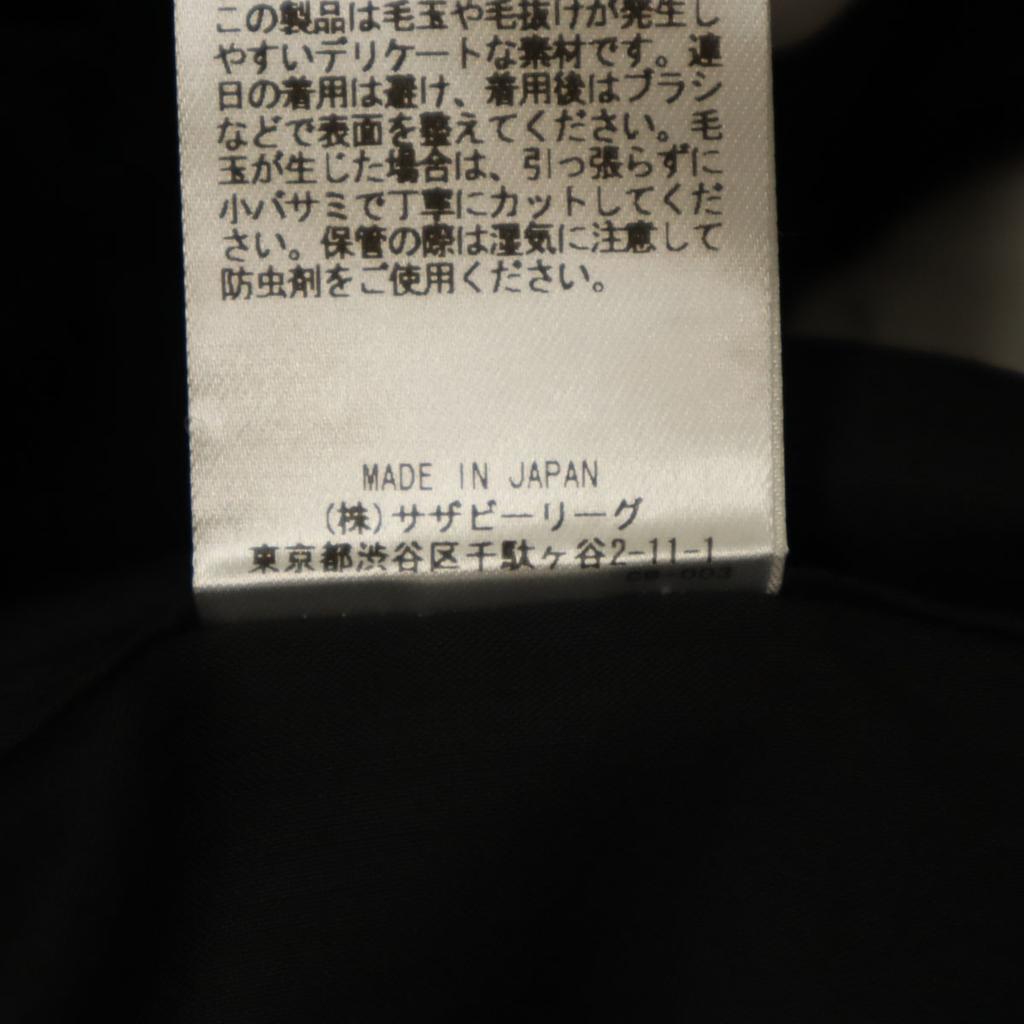 この製品は毛玉や毛抜けが発生し
やすいデリケートな素材です。連
日の着用は避け、着用後はブラシ
などで表面を整えてください。毛
玉が生じた場合は、引っ張らずに
小バサミで丁寧にカットしてくだ
さい。保管の際は湿気に注意して
防虫剤をご使用ください。
MADE IN JAPAN
(株)サザビーリーグ
東京都渋谷区千駄ヶ谷2-11-1